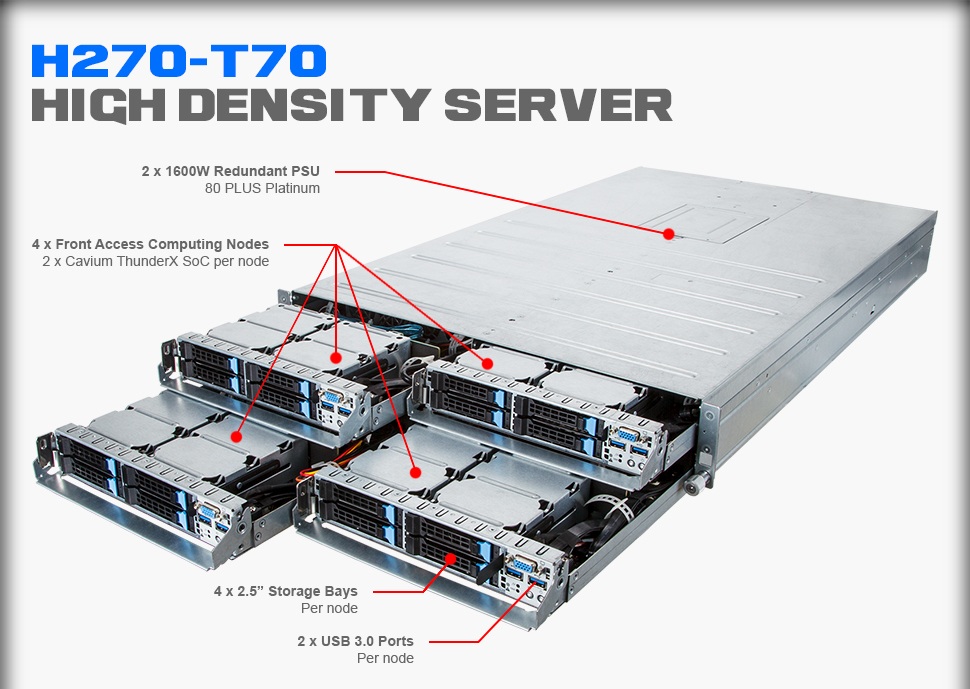 H270-T70
HIGH DENSITY SERVER
2 x 1600W Redundant PSU
80 PLUS Platinum
4 x Front Access Computing Nodes
2 x Cavium ThunderX SoC per node
4 x 2.5” Storage Bays
Per node
2 x USB 3.0 Ports
Per node